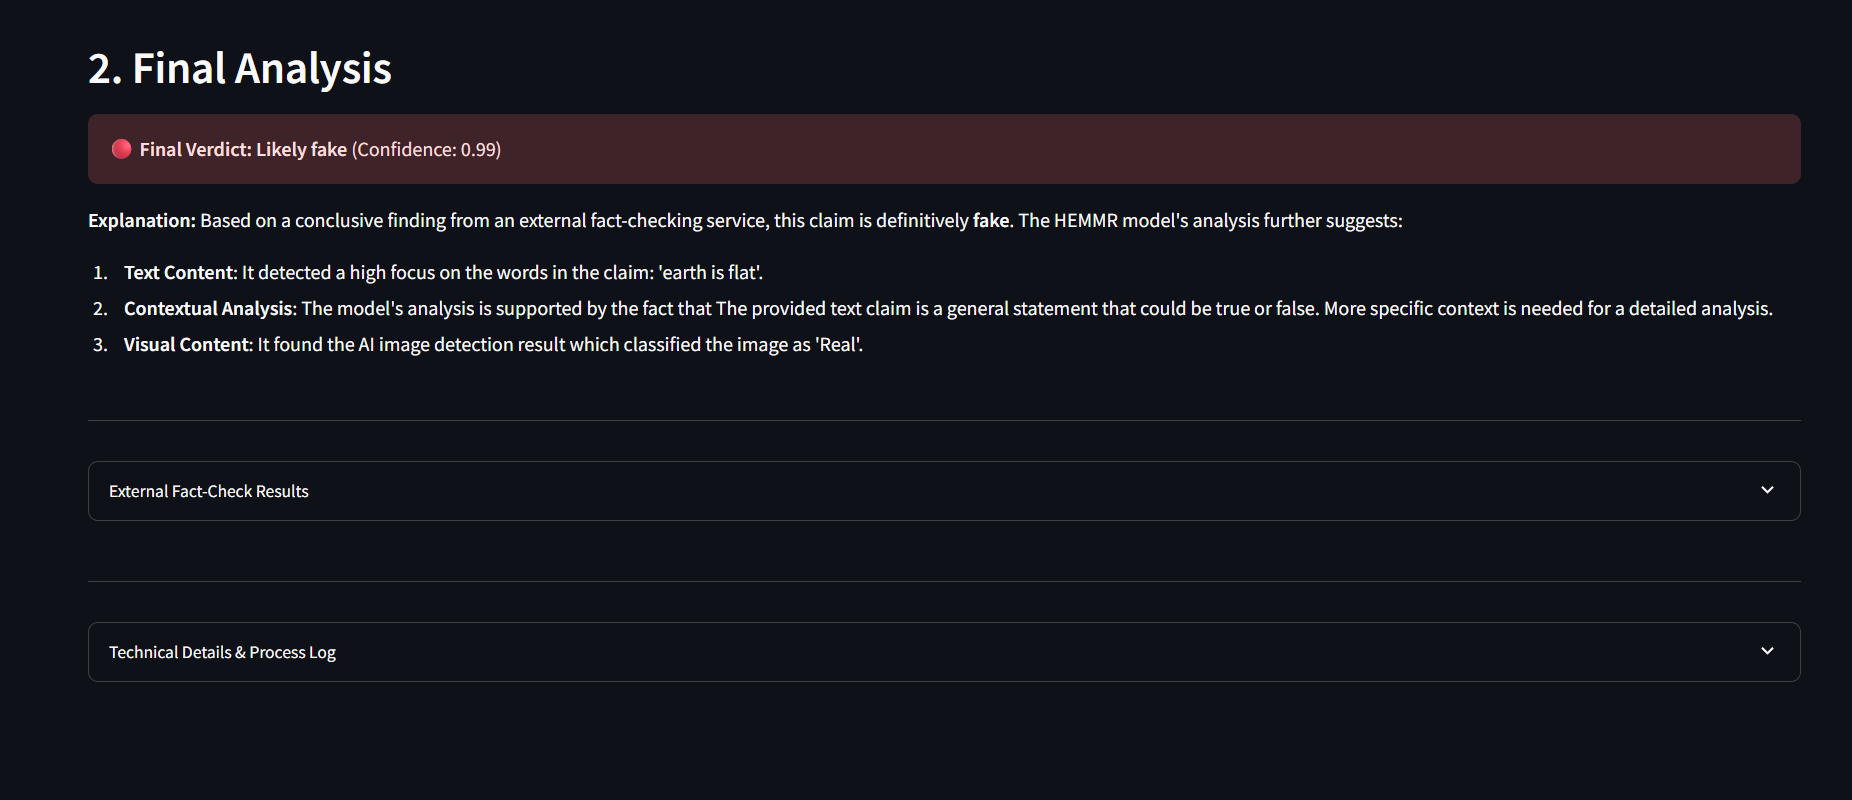 2. Final Analysis
🔴 Final Verdict: Likely fake (Confidence: 0.99)
Explanation: Based on a conclusive finding from an external fact-checking service, this claim is definitively fake. The HEMMR model's analysis further suggests:
1. Text Content: It detected a high focus on the words in the claim: 'earth is flat'.
2. Contextual Analysis: The model's analysis is supported by the fact that The provided text claim is a general statement that could be true or false. More specific context is needed for a detailed analysis.
3. Visual Content: It found the AI image detection result which classified the image as 'Real'.
External Fact-Check Results
Technical Details & Process Log